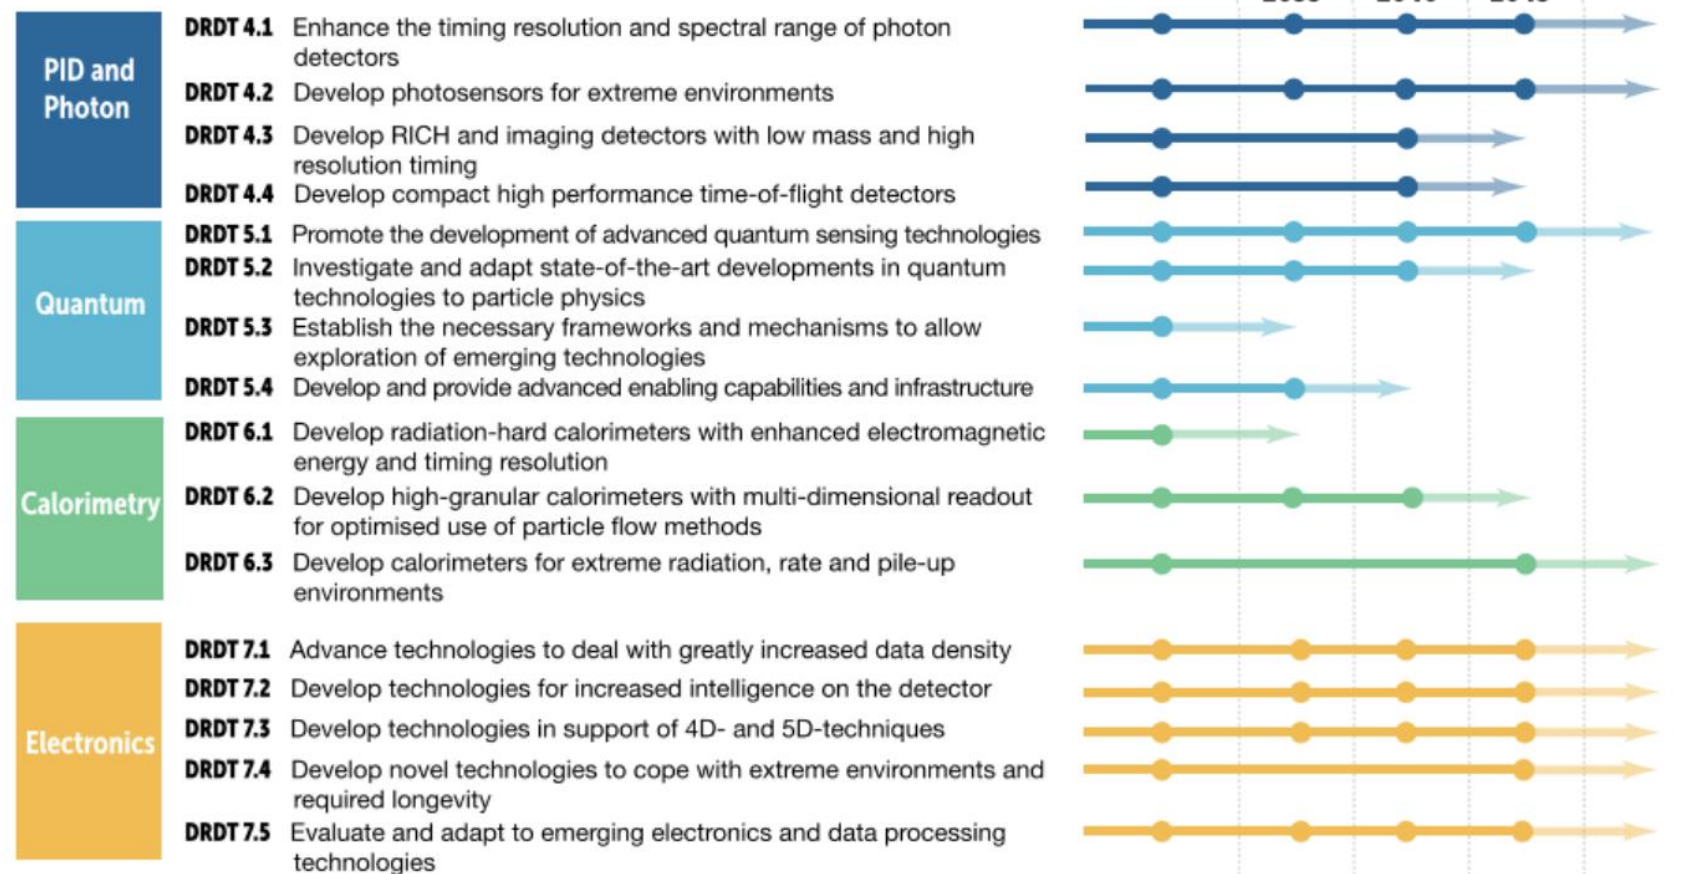 PID and
Photon
DRDT 4.1 Enhance the timing resolution and spectral range of photon
detectors
DRDT 4.2 Develop photosensors for extreme environments
DRDT 4.3 Develop RICH and imaging detectors with low mass and high
resolution timing
DRDT 4.4 Develop compact high performance time-of-flight detectors
Quantum
DRDT 5.1 Promote the development of advanced quantum sensing technologies
DRDT 5.2 Investigate and adapt state-of-the-art developments in quantum
technologies to particle physics
DRDT 5.3 Establish the necessary frameworks and mechanisms to allow
exploration of emerging technologies
DRDT 5.4 Develop and provide advanced enabling capabilities and infrastructure
Calorimetry
DRDT 6.1 Develop radiation-hard calorimeters with enhanced electromagnetic
energy and timing resolution
DRDT 6.2 Develop high-granular calorimeters with multi-dimensional readout
for optimised use of particle flow methods
DRDT 6.3 Develop calorimeters for extreme radiation, rate and pile-up
environments
Electronics
DRDT 7.1 Advance technologies to deal with greatly increased data density
DRDT 7.2 Develop technologies for increased intelligence on the detector
DRDT 7.3 Develop technologies in support of 4D- and 5D-techniques
DRDT 7.4 Develop novel technologies to cope with extreme environments and
required longevity
DRDT 7.5 Evaluate and adapt to emerging electronics and data processing
technologies